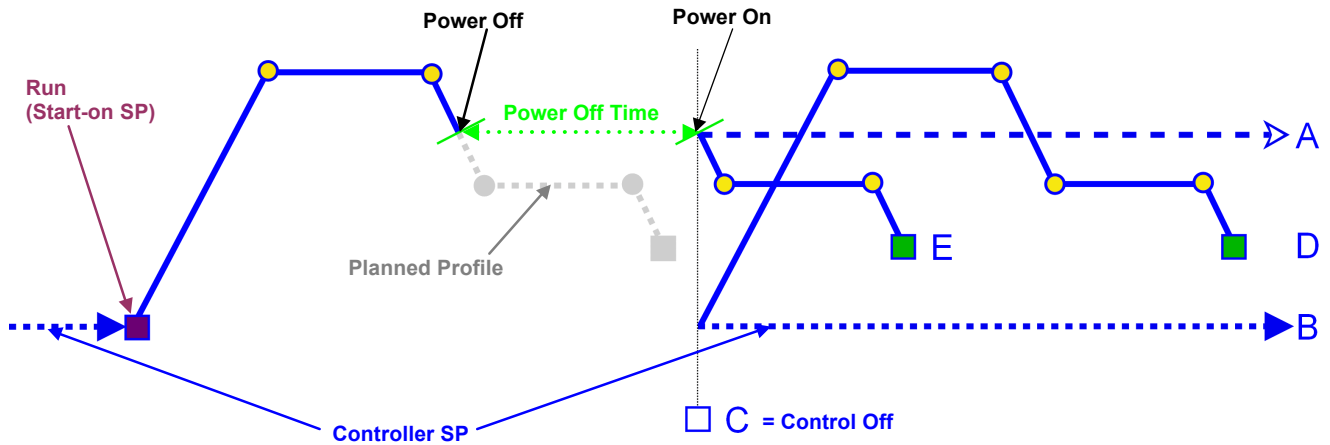 Power Off
Power On
Run
(Start-on SP)
Power Off Time
A
Planned Profile
E
D
B
C = Control Off
Controller SP